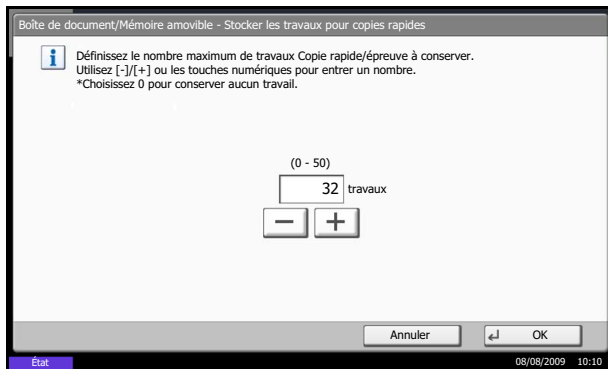 Boîte de document/Mémoire amovible - Stocker les travaux pour copies rapides
Définissez le nombre maximum de travaux Copie rapide/épreuve à conserver.
Utilisez [-]/[+] ou les touches numériques pour entrer un nombre.
*Choisissez 0 pour conserver aucun travail.
(0 - 50)
32 travaux
Annuler OK
État 08/08/2009 10:10